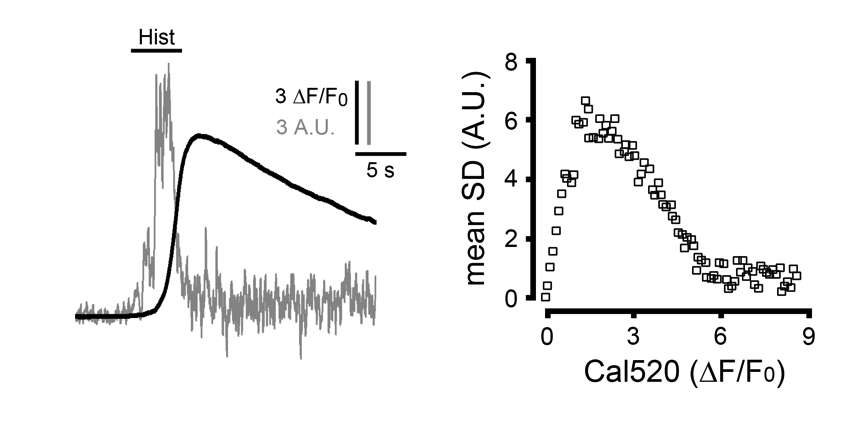 Hist
3 ΔF/F0
3 A.U.
5 s
mean SD (A.U.)
8
6
4
2
0
0 3 6 9
Cal520 (ΔF/F0)